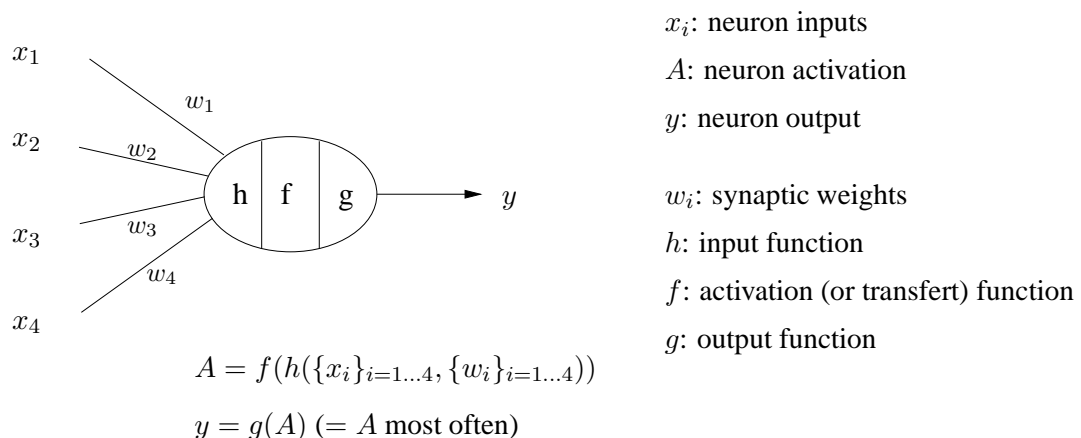 x₁
x₂
x₃
x₄
w₁
w₂
w₃
w₄
h f g
y
A = f(h({xᵢ}ᵢ₌₁...₄, {wᵢ}ᵢ₌₁...₄))
y = g(A) (= A most often)
xᵢ: neuron inputs
A: neuron activation
y: neuron output
wᵢ: synaptic weights
h: input function
f: activation (or transfert) function
g: output function